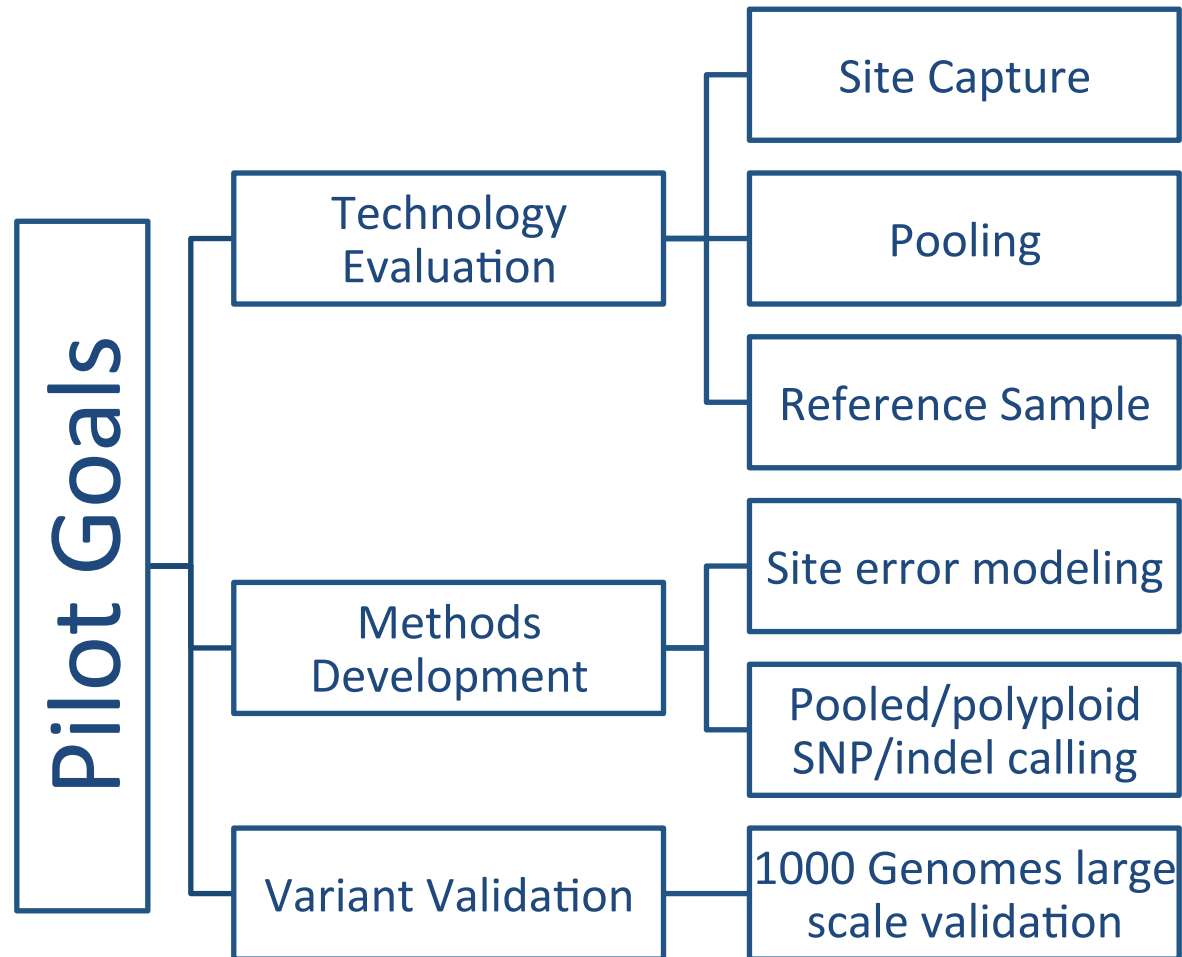 Pilot Goals
Technology
Evaluation
Site Capture
Pooling
Reference Sample
Methods
Development
Site error modeling
Pooled/polyploid
SNP/indel calling
Variant Validation
1000 Genomes large
scale validation